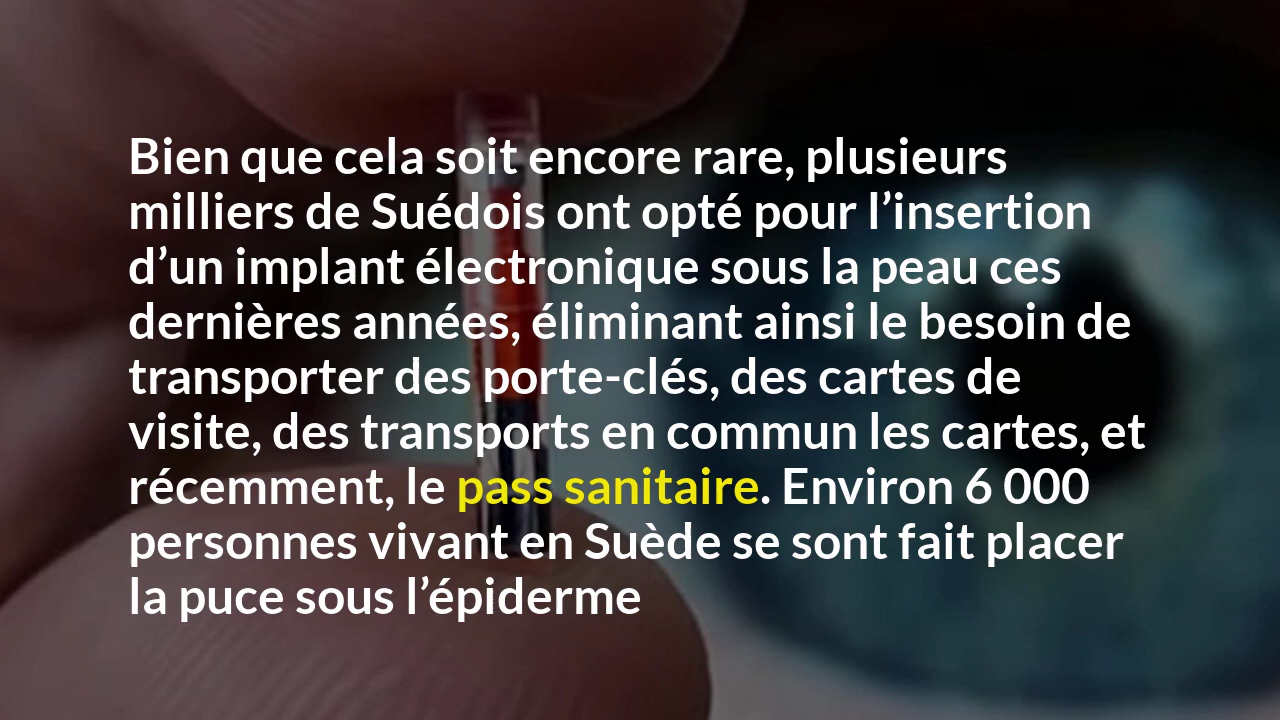 Bien que cela soit encore rare, plusieurs
milliers de Suédois ont opté pour l’insertion
d’un implant électronique sous la peau ces
dernières années, éliminant ainsi le besoin de
transporter des porte-clés, des cartes de
visite, des transports en commun les cartes, et
récemment, le pass sanitaire. Environ 6 000
personnes vivant en Suède se sont fait placer
la puce sous l’épiderme